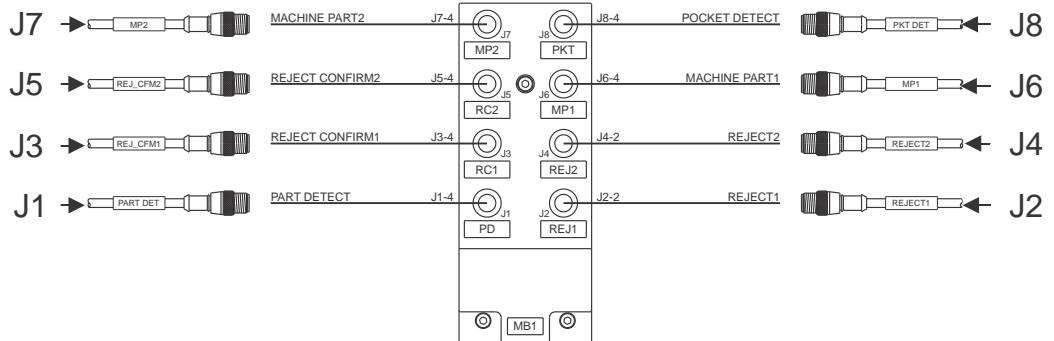 J7 MP2 MACHINE PART2 J7-4 J7 MP2 J8 PKT J8-4 POCKET DETECT PKT DET J8
J5 REJ_CFM2 REJECT CONFIRM2 J5-4 J5 RC2 J6 MP1 J6-4 MACHINE PART1 MP1 J6
J3 REJ_CFM1 REJECT CONFIRM1 J3-4 J3 RC1 J4 REJ2 J4-2 REJECT2 REJECT2 J4
J1 PART DET PART DETECT J1-4 J1 PD J2 REJ1 J2-2 REJECT1 REJECT1 J2
MB1